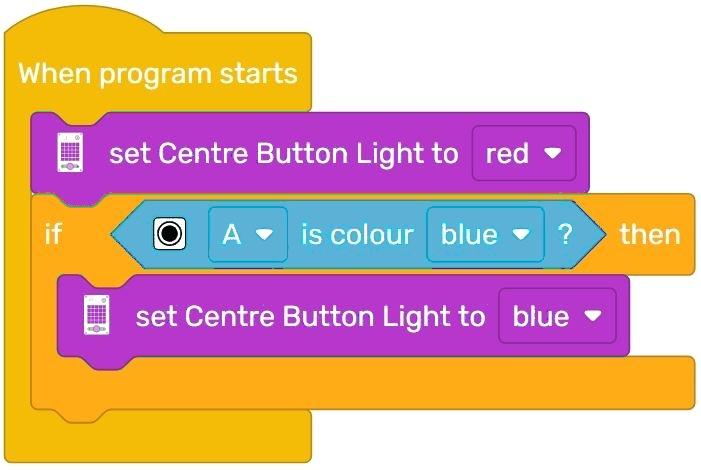 When program starts
set Centre Button Light to red
if A is colour blue ? then
set Centre Button Light to blue